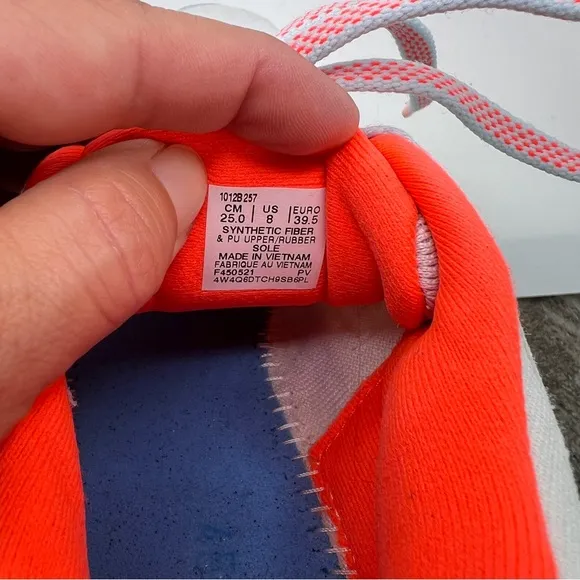 1012B257
CM US EURO
25.0 8 39.5
SYNTHETIC FIBER
& PU UPPER/RUBBER
SOLE
MADE IN VIETNAM
FABRIQUE AU VIETNAM
F450521 PV
4W4Q6DTCH9SB6PL